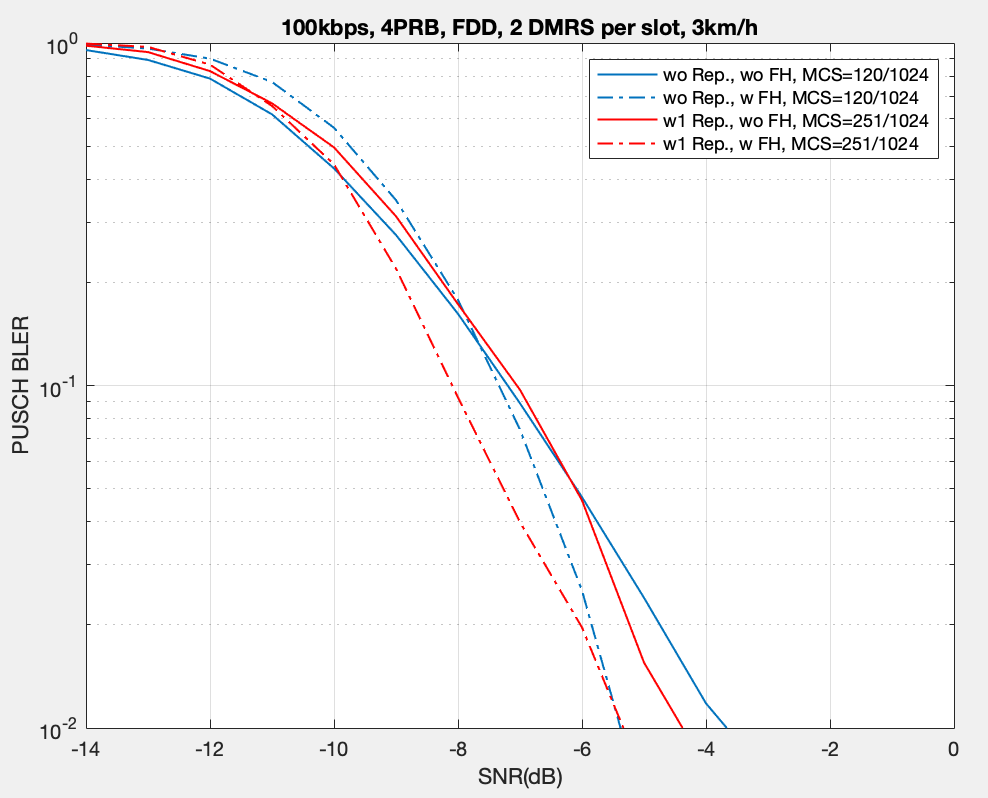 100kbps, 4PRB, FDD, 2 DMRS per slot, 3km/h
wo Rep., wo FH, MCS=120/1024
wo Rep., w FH, MCS=120/1024
w1 Rep., wo FH, MCS=251/1024
w1 Rep., w FH, MCS=251/1024
10^0
10^-1
10^-2
PUSCH BLER
-14 -12 -10 -8 -6 -4 -2 0
SNR(dB)